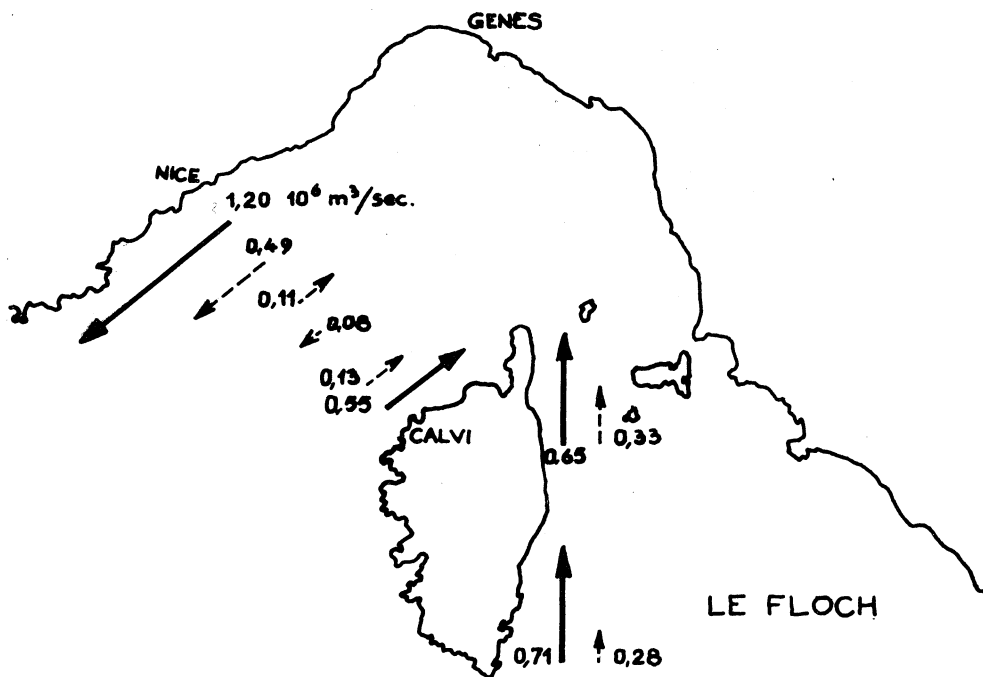 GENES
NICE
1,20 10⁶ m³/sec.
0,49
0,11
0,08
0,13
0,55
CALVI
0,33
0,65
LE FLOCH
0,71
0,28